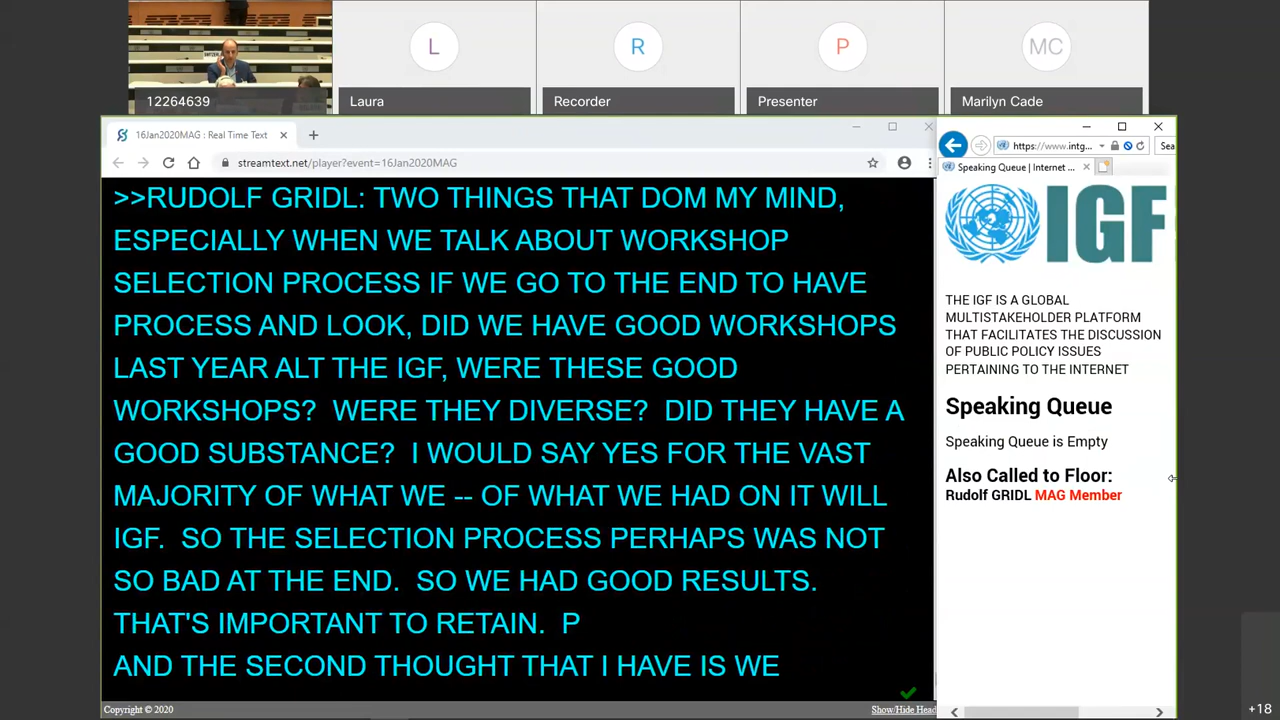 L
R
P
MC
12264639
Laura
Recorder
Presenter
Marilyn Cade
16Jan2020MAG : Real Time Text
streamtext.net/player?event=16Jan2020MAG
>>RUDOLF GRIDL: TWO THINGS THAT DOM MY MIND,
ESPECIALLY WHEN WE TALK ABOUT WORKSHOP
SELECTION PROCESS IF WE GO TO THE END TO HAVE
PROCESS AND LOOK, DID WE HAVE GOOD WORKSHOPS
LAST YEAR ALT THE IGF, WERE THESE GOOD
WORKSHOPS?  WERE THEY DIVERSE?  DID THEY HAVE A
GOOD SUBSTANCE?  I WOULD SAY YES FOR THE VAST
MAJORITY OF WHAT WE -- OF WHAT WE HAD ON IT WILL
IGF.  SO THE SELECTION PROCESS PERHAPS WAS NOT
SO BAD AT THE END.  SO WE HAD GOOD RESULTS.
THAT'S IMPORTANT TO RETAIN.  P
AND THE SECOND THOUGHT THAT I HAVE IS WE
Copyright © 2020
Show/Hide Head
https://www.intg...
Sea
Speaking Queue | Internet ...
IGF
THE IGF IS A GLOBAL
MULTISTAKEHOLDER PLATFORM
THAT FACILITATES THE DISCUSSION
OF PUBLIC POLICY ISSUES
PERTAINING TO THE INTERNET
Speaking Queue
Speaking Queue is Empty
Also Called to Floor:
Rudolf GRIDL MAG Member
+18